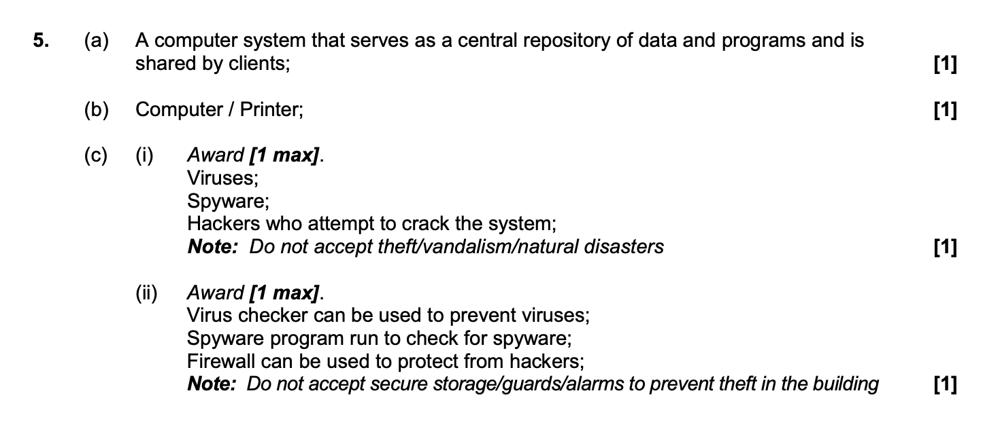 5. (a) A computer system that serves as a central repository of data and programs and is
shared by clients; [1]
(b) Computer / Printer; [1]
(c) (i) Award [1 max].
Viruses;
Spyware;
Hackers who attempt to crack the system;
Note: Do not accept theft/vandalism/natural disasters [1]
(ii) Award [1 max].
Virus checker can be used to prevent viruses;
Spyware program run to check for spyware;
Firewall can be used to protect from hackers;
Note: Do not accept secure storage/guards/alarms to prevent theft in the building [1]